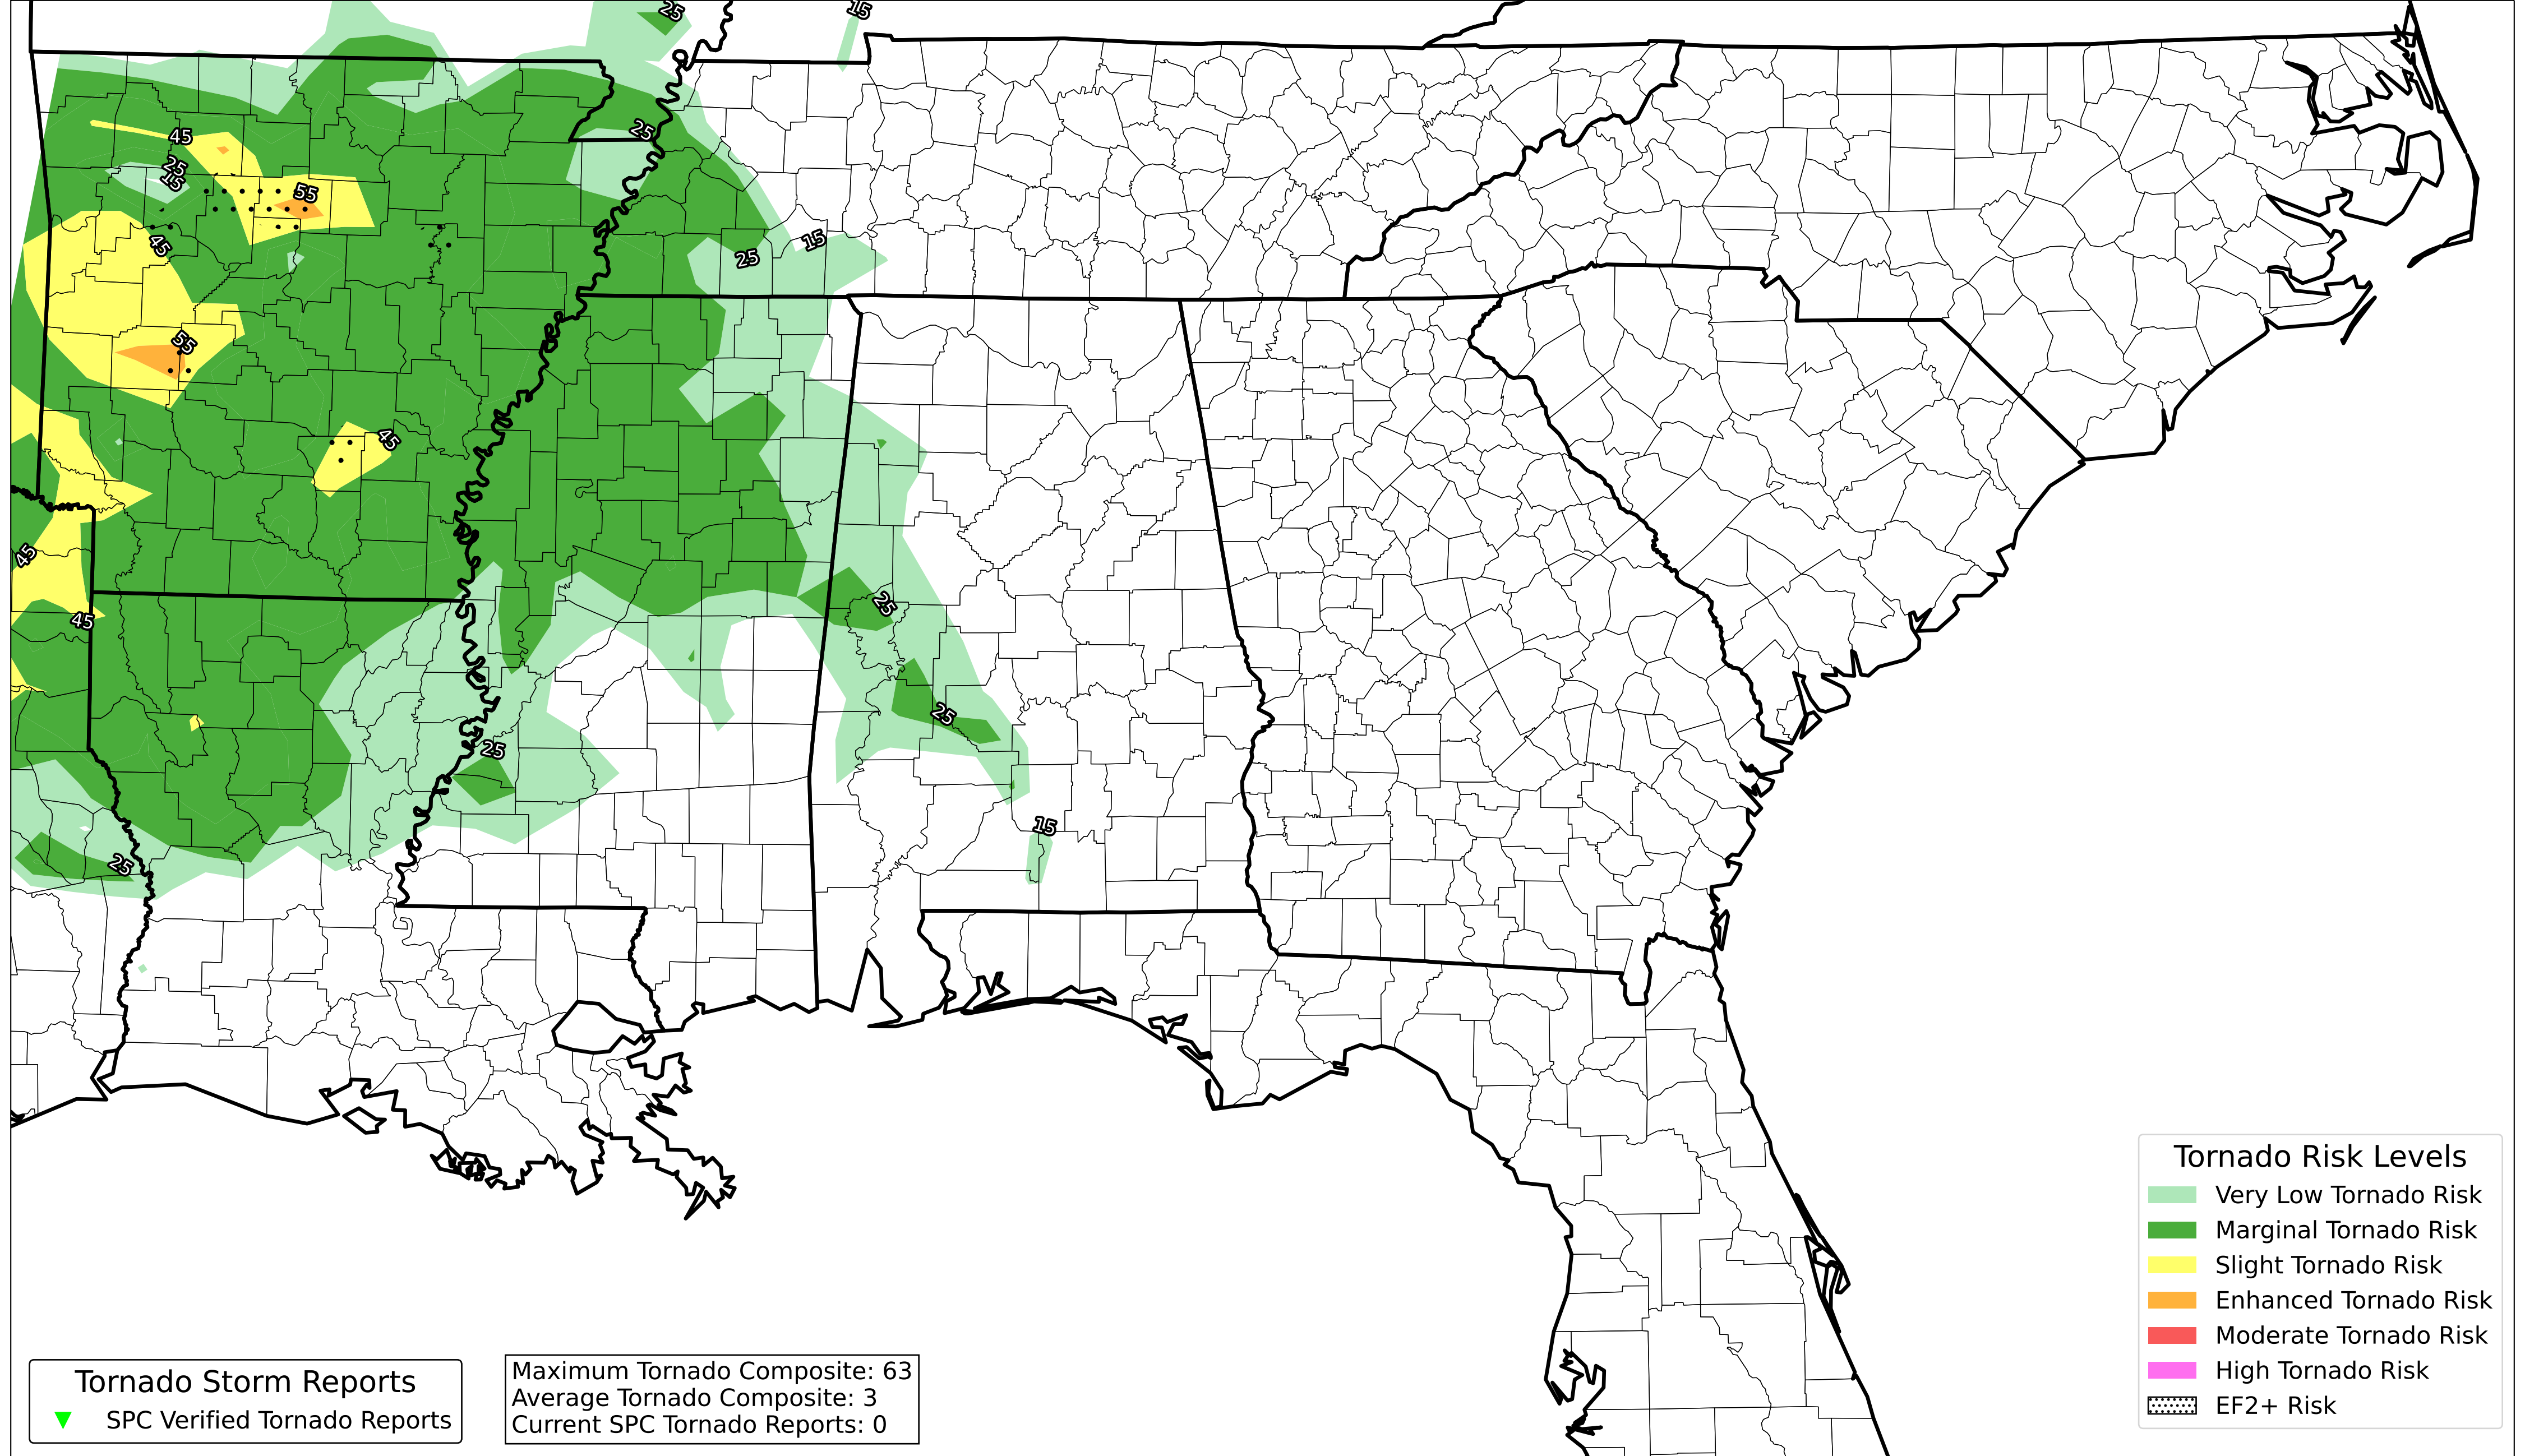 25
15
45
25
15
55
25
45
25
15
55
45
45
25
45
25
25
15
25
Tornado Risk Levels
Very Low Tornado Risk
Marginal Tornado Risk
Slight Tornado Risk
Enhanced Tornado Risk
Moderate Tornado Risk
High Tornado Risk
EF2+ Risk
Tornado Storm Reports
SPC Verified Tornado Reports
Maximum Tornado Composite: 63
Average Tornado Composite: 3
Current SPC Tornado Reports: 0